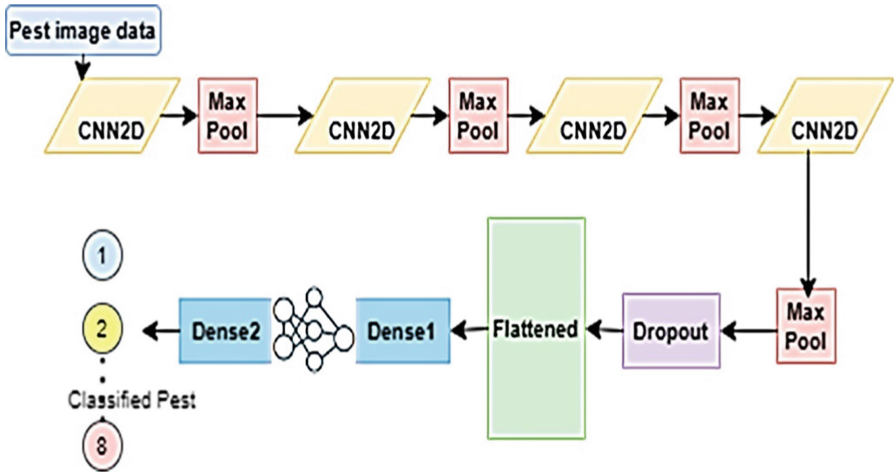 Pest image data
CNN2D
Max
Pool
CNN2D
Max
Pool
CNN2D
Max
Pool
CNN2D
Max
Pool
Dropout
Flattened
Dense1
Dense2
1
2
Classified Pest
8